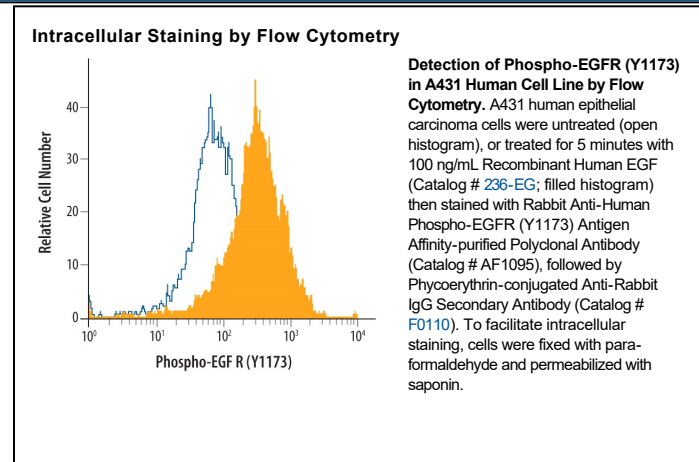 Intracellular Staining by Flow Cytometry
Relative Cell Number
40
30
20
10
0
10⁰
10¹
10²
10³
10⁴
Phospho-EGF R (Y1173)
Detection of Phospho-EGFR (Y1173)
in A431 Human Cell Line by Flow
Cytometry. A431 human epithelial
carcinoma cells were untreated (open
histogram), or treated for 5 minutes with
100 ng/mL Recombinant Human EGF
(Catalog # 236-EG; filled histogram)
then stained with Rabbit Anti-Human
Phospho-EGFR (Y1173) Antigen
Affinity-purified Polyclonal Antibody
(Catalog # AF1095), followed by
Phycoerythrin-conjugated Anti-Rabbit
IgG Secondary Antibody (Catalog #
F0110). To facilitate intracellular
staining, cells were fixed with para-
formaldehyde and permeabilized with
saponin.